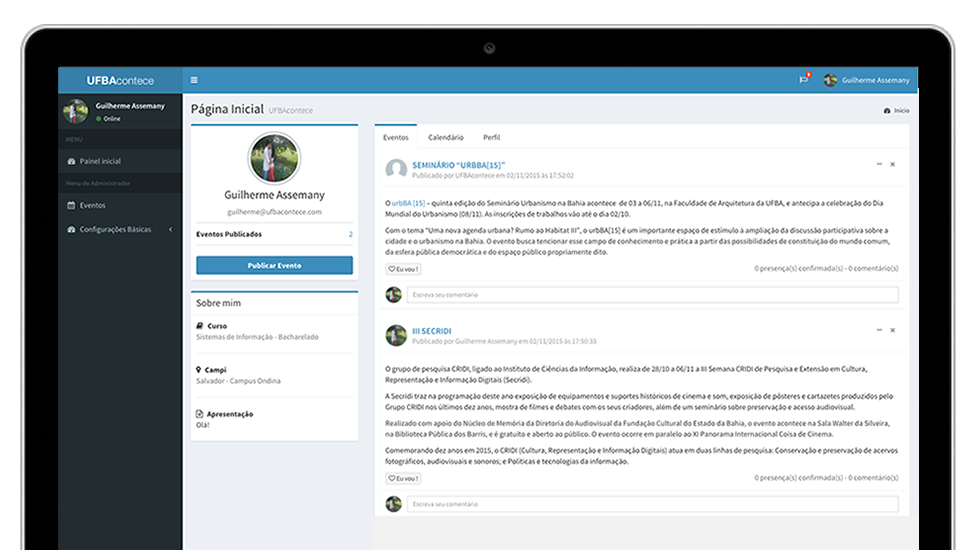 UFBAcontece
Guilherme Assemany
Guilherme Assemany
Online
MENU
Painel inicial
Menu do Administrador
Eventos
Configurações Básicas
Página Inicial UFBAcontece
Inicio
Guilherme Assemany
guilherme@ufbacontece.com
Eventos Publicados 2
Publicar Evento
Sobre mim
Curso
Sistemas de Informação - Bacharelado
Campi
Salvador - Campus Ondina
Apresentação
Olá!
Eventos Calendário Perfil
SEMINÁRIO “URBBA[15]”
Publicado por UFBAcontece em 02/11/2015 às 17:52:02
O urbBA [15] – quinta edição do Seminário Urbanismo na Bahia acontece de 03 a 06/11, na Faculdade de Arquitetura da UFBA, e antecipa a celebração do Dia
Mundial do Urbanismo (08/11). As inscrições de trabalhos vão até o dia 02/10.
Com o tema “Uma nova agenda urbana? Rumo ao Habitat III”, o urbBA[15] é um importante espaço de estímulo à ampliação da discussão participativa sobre a
cidade e o urbanismo na Bahia. O evento busca tencionar esse campo de conhecimento e prática a partir das possibilidades de constituição do mundo comum,
da esfera pública democrática e do espaço público propriamente dito.
Eu vou ! 0 presença(s) confirmada(s) - 0 comentário(s)
Escreva seu comentário
III SECRIDI
Publicado por Guilherme Assemany em 02/11/2015 às 17:50:33
O grupo de pesquisa CRIDI, ligado ao Instituto de Ciências da Informação, realiza de 28/10 a 06/11 a III Semana CRIDI de Pesquisa e Extensão em Cultura,
Representação e Informação Digitais (Secridi).
A Secridi traz na programação deste ano exposição de equipamentos e suportes históricos de cinema e som, exposição de pôsteres e cartazetes produzidos pelo
Grupo CRIDI nos últimos dez anos, mostra de filmes e debates com os seus criadores, além de um seminário sobre preservação e acesso audiovisual.
Realizado com apoio do Núcleo de Memória da Diretoria do Audiovisual da Fundação Cultural do Estado da Bahia, o evento acontece na Sala Walter da Silveira,
na Biblioteca Pública dos Barris, e é gratuito e aberto ao público. O evento ocorre em paralelo ao XI Panorama Internacional Coisa de Cinema.
Comemorando dez anos em 2015, o CRIDI (Cultura, Representação e Informação Digitais) atua em duas linhas de pesquisa: Conservação e preservação de acervos
fotográficos, audiovisuais e sonoros; e Políticas e tecnologias da informação.
Eu vou ! 0 presença(s) confirmada(s) - 0 comentário(s)
Escreva seu comentário